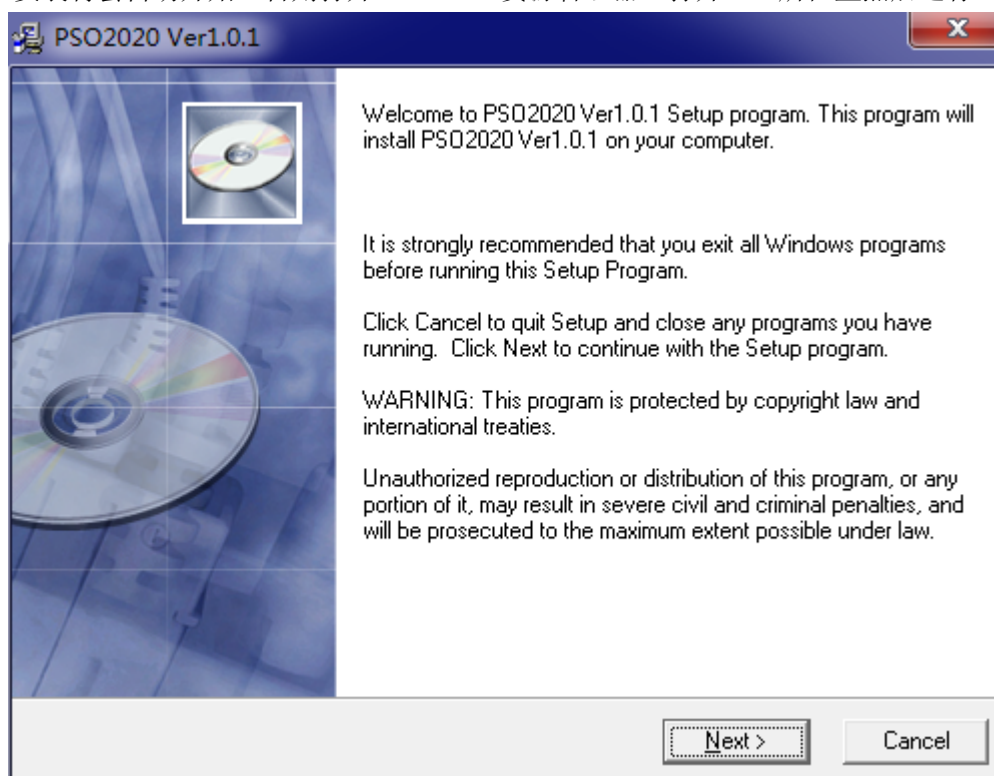 PSO2020 Ver1.0.1
Welcome to PSO2020 Ver1.0.1 Setup program. This program will
install PSO2020 Ver1.0.1 on your computer.
It is strongly recommended that you exit all Windows programs
before running this Setup Program.
Click Cancel to quit Setup and close any programs you have
running.  Click Next to continue with the Setup program.
WARNING: This program is protected by copyright law and
international treaties.
Unauthorized reproduction or distribution of this program, or any
portion of it, may result in severe civil and criminal penalties, and
will be prosecuted to the maximum extent possible under law.
Next >
Cancel